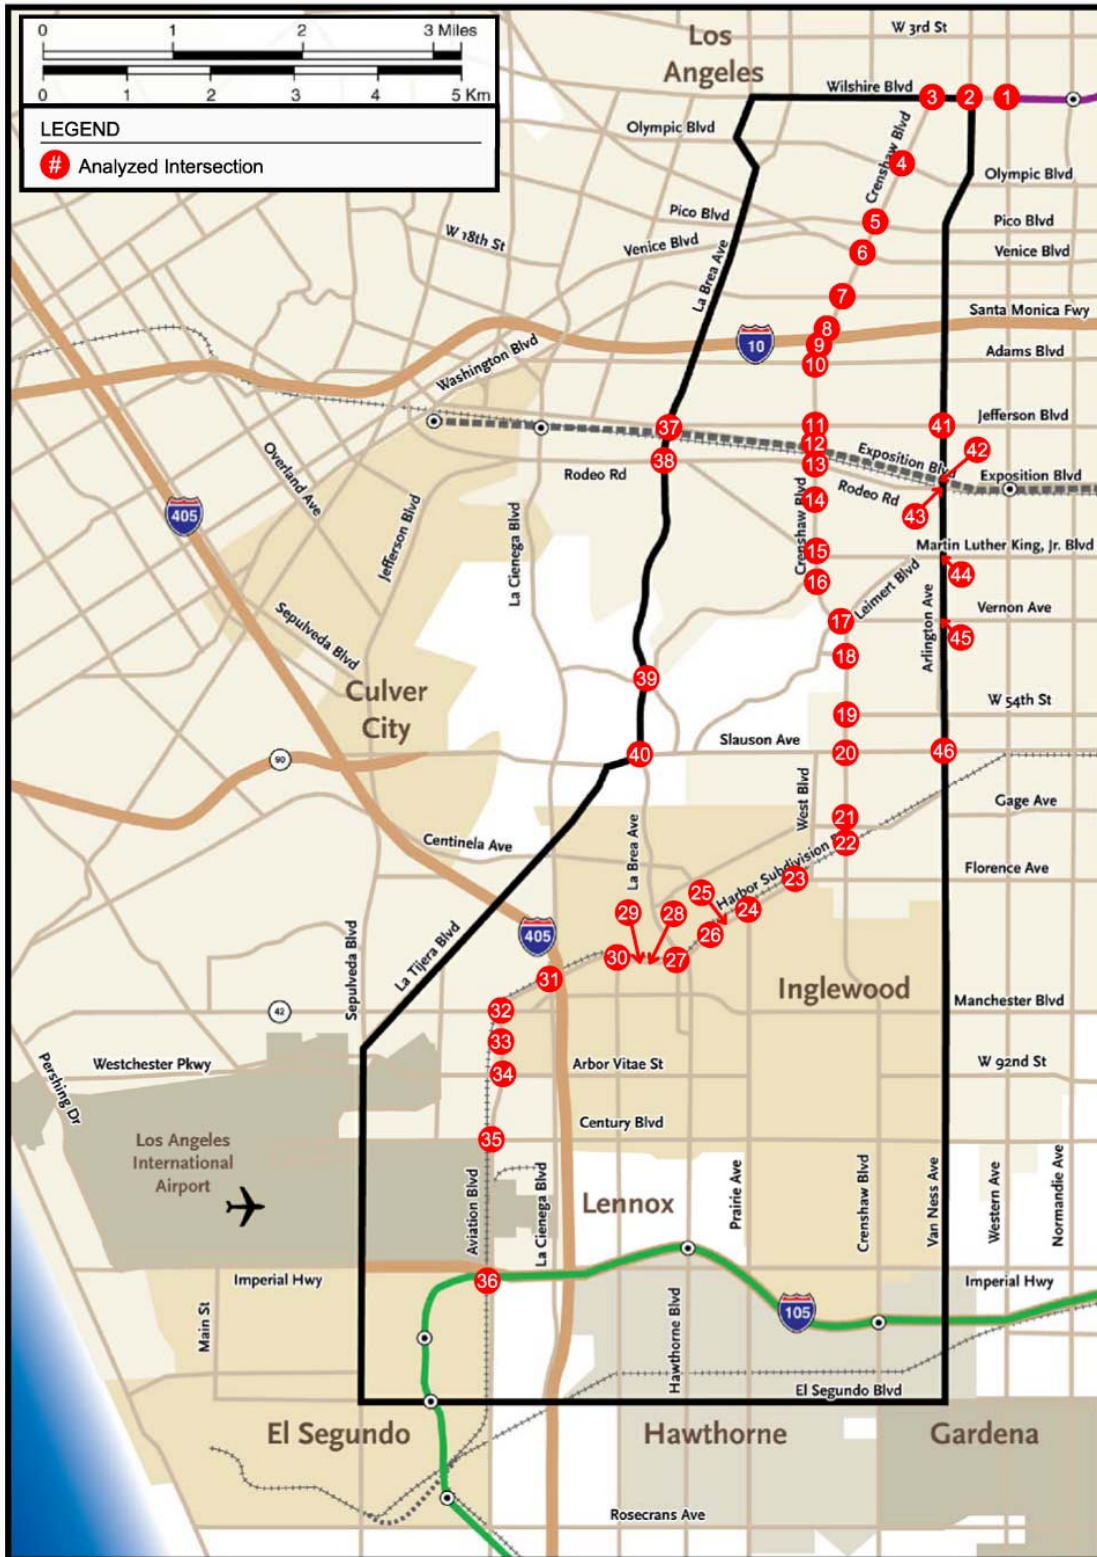 0 1 2 3 Miles
0 1 2 3 4 5 Km
LEGEND
# Analyzed Intersection
Los
Angeles
W 3rd St
Wilshire Blvd
3
2
1
Olympic Blvd
Crenshaw Blvd
4
Olympic Blvd
Pico Blvd
5
Pico Blvd
W 18th St
Venice Blvd
6
Venice Blvd
La Brea Ave
7
Santa Monica Fwy
8
10
9
Washington Blvd
10
Adams Blvd
37
11
41
Jefferson Blvd
12
42
38
Rodeo Rd
13
Exposition Blvd
Exposition Blvd
Overland Ave
Rodeo Rd
405
Crenshaw Blvd
14
43
Jefferson Blvd
La Cienega Blvd
15
Martin Luther King, Jr. Blvd
16
Leimert Blvd
44
Sepulveda Blvd
17
Arlington Ave
Vernon Ave
45
18
39
Culver
City
19
W 54th St
90
40
Slauson Ave
20
46
West Blvd
Gage Ave
21
Centinela Ave
La Brea Ave
22
Harbor Subdivision
Florence Ave
23
25
24
29
28
26
405
30
27
Sepulveda Blvd
La Tijera Blvd
31
Inglewood
42
32
Manchester Blvd
33
Pershing Dr
Westchester Pkwy
34
Arbor Vitae St
W 92nd St
Century Blvd
35
Los Angeles
International
Airport
Aviation Blvd
La Cienega Blvd
Lennox
Prairie Ave
Crenshaw Blvd
Van Ness Ave
Western Ave
Normandie Ave
Imperial Hwy
36
Imperial Hwy
Main St
Hawthorne Blvd
105
El Segundo Blvd
El Segundo
Hawthorne
Gardena
Rosecrans Ave